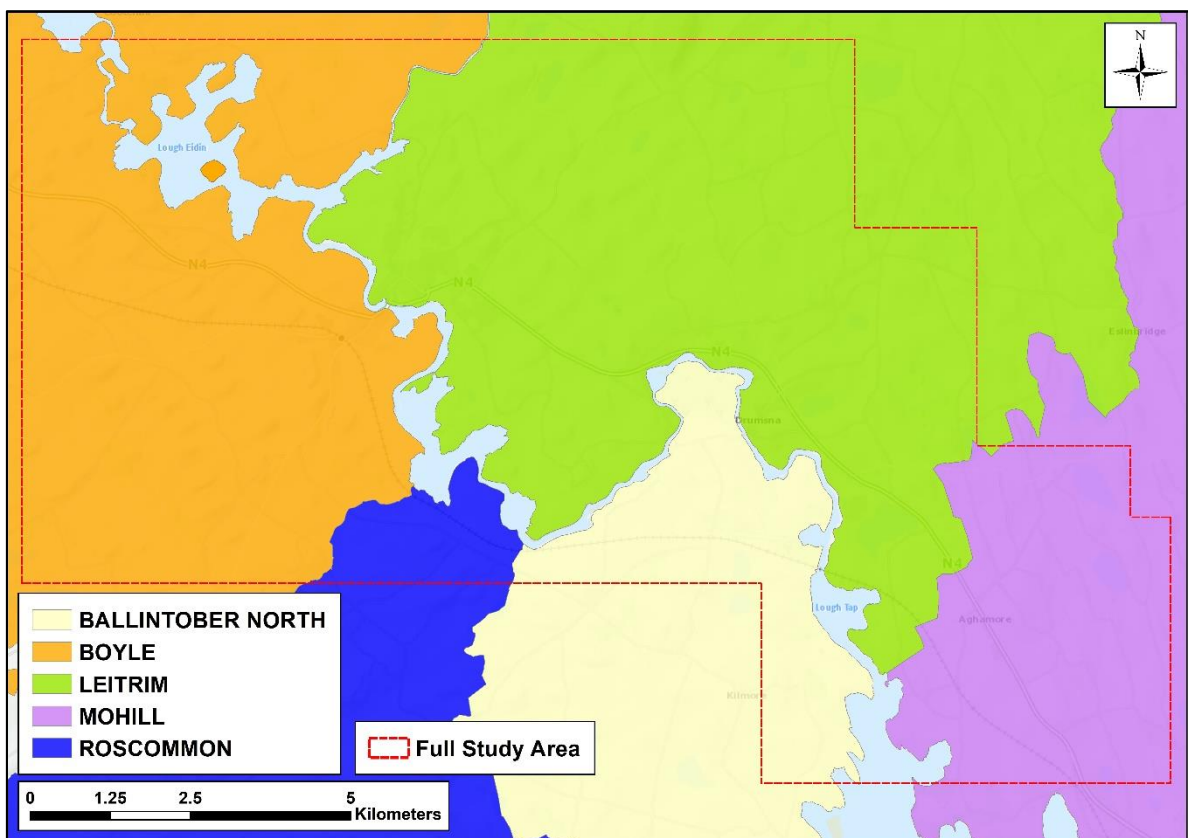 N
Lough Eidin
N4
N4
Eslinbridge
N4
Drumsna
N4
Lough Tap
Aghamore
Kilmore
BALLINTOBER NORTH
BOYLE
LEITRIM
MOHILL
ROSCOMMON
Full Study Area
0 1.25 2.5 5
Kilometers